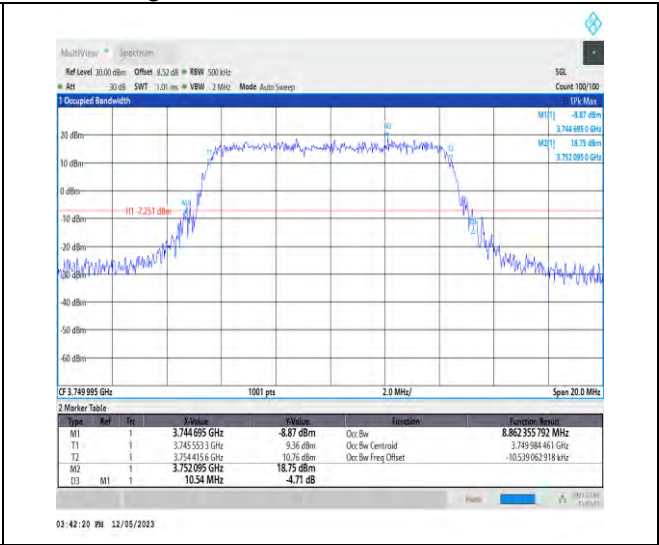 MultiView Spectrum
Ref Level 30.00 dBm Offset 8.52 dB RBW 500 kHz SGL
Att 30 dB SWT 1.01 ms VBW 2 MHz Mode Auto Sweep Count 100/100
1 Occupied Bandwidth 1Pk Max
M1[1] -8.87 dBm
3.744 695 0 GHz
M2[1] 18.75 dBm
3.752 095 0 GHz
M2
T1
T2
20 dBm
10 dBm
0 dBm
M1
H1 -7.251 dBm
-10 dBm
-20 dBm
-30 dBm
-40 dBm
-50 dBm
-60 dBm
CF 3.749 995 GHz 1001 pts 2.0 MHz/ Span 20.0 MHz
2 Marker Table
Type Ref Trc X-Value Y-Value Function Function Result
M1 1 3.744 695 GHz -8.87 dBm Occ Bw 8.862 355 792 MHz
T1 1 3.745 553 3 GHz 9.36 dBm Occ Bw Centroid 3.749 984 461 GHz
T2 1 3.754 415 6 GHz 10.76 dBm Occ Bw Freq Offset -10.539 062 918 kHz
M2 1 3.752 095 GHz 18.75 dBm
D3 M1 1 10.54 MHz -4.71 dB
03:42:20 PM 12/05/2023